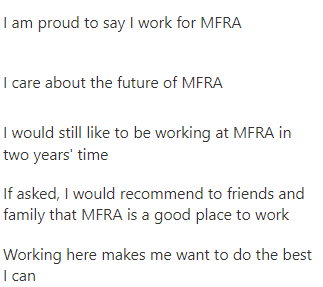 I am proud to say I work for MFRA
I care about the future of MFRA
I would still like to be working at MFRA in
two years' time
If asked, I would recommend to friends and
family that MFRA is a good place to work
Working here makes me want to do the best
I can